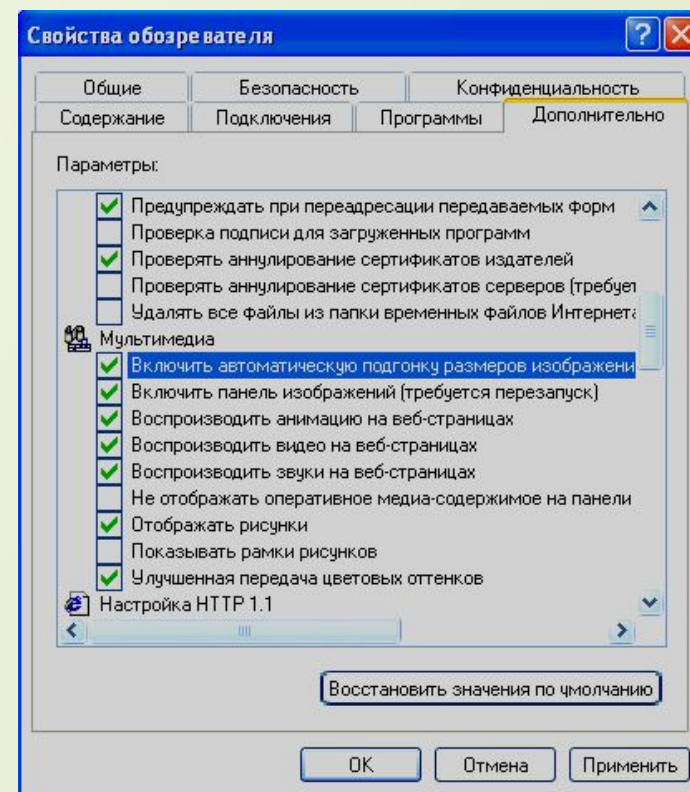 Свойства обозревателя
Общие Безопасность Конфиденциальность
Содержание Подключения Программы Дополнительно
Параметры:
Предупреждать при переадресации передаваемых форм
Проверка подписи для загруженных программ
Проверять аннулирование сертификатов издателей
Проверять аннулирование сертификатов серверов (требует
Удалять все файлы из папки временных файлов Интернета
Мультимедиа
Включить автоматическую подгонку размеров изображени
Включить панель изображений (требуется перезапуск)
Воспроизводить анимацию на веб-страницах
Воспроизводить видео на веб-страницах
Воспроизводить звуки на веб-страницах
Не отображать оперативное медиа-содержимое на панели
Отображать рисунки
Показывать рамки рисунков
Улучшенная передача цветовых оттенков
Настройка HTTP 1.1
Восстановить значения по умолчанию
OK Отмена Применить